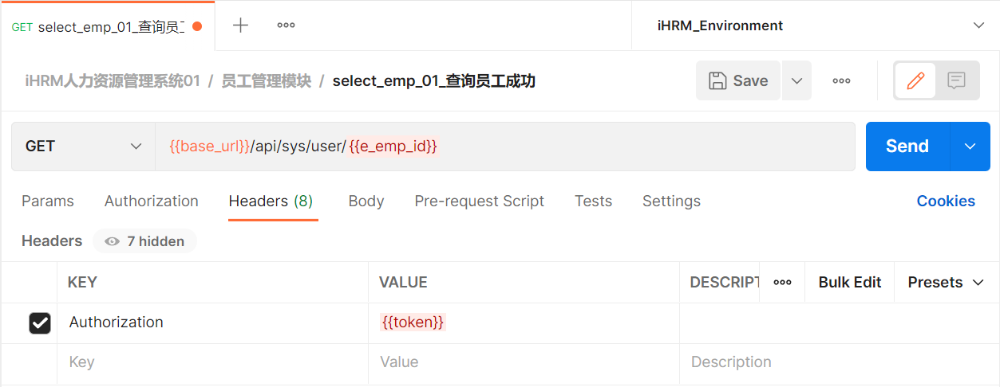 GET select_emp_01_查询员 iHRM_Environment
iHRM人力资源管理系统01 / 员工管理模块 / select_emp_01_查询员工成功 Save
GET {{base_url}}/api/sys/user/{{e_emp_id}} Send
Params Authorization Headers (8) Body Pre-request Script Tests Settings Cookies
Headers 7 hidden
KEY VALUE DESCRIPT Bulk Edit Presets
Authorization {{token}}
Key Value Description